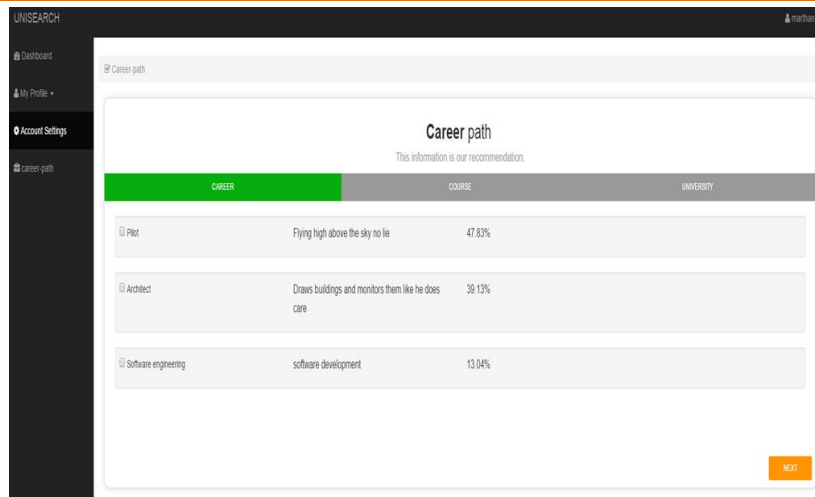 UNISEARCH
marthan
Dashboard
Career-path
My Profile
Account Settings
career-path
Career path
This information is our recommendation.
CAREER COURSE UNIVERSITY
Pilot Flying high above the sky no lie 47.83%
Architect Draws buildings and monitors them like he does 39.13%
care
Software engineering software development 13.04%
NEXT